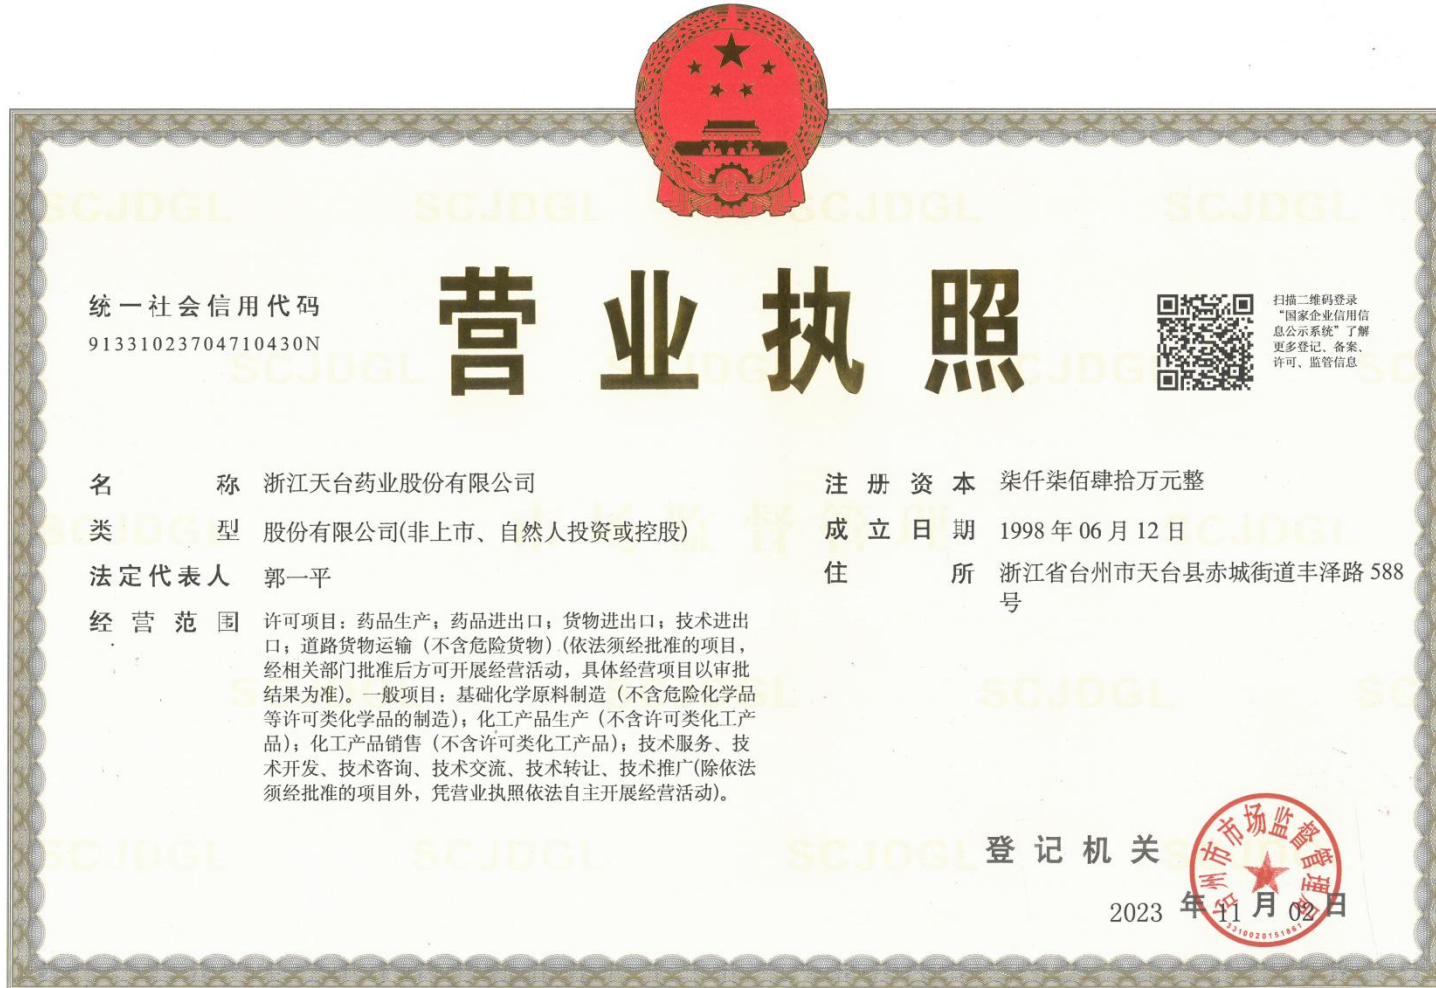 营业执照
统一社会信用代码
91331023704710430N
扫描二维码登录
“国家企业信用信
息公示系统”了解
更多登记、备案、
许可、监管信息
名称 浙江天台药业股份有限公司
类型 股份有限公司(非上市、自然人投资或控股)
法定代表人 郭一平
经营范围 许可项目：药品生产；药品进出口；货物进出口；技术进出
口；道路货物运输（不含危险货物）(依法须经批准的项目，
经相关部门批准后方可开展经营活动，具体经营项目以审批
结果为准)。一般项目：基础化学原料制造（不含危险化学品
等许可类化学品的制造）；化工产品生产（不含许可类化工产
品）；化工产品销售（不含许可类化工产品）；技术服务、技
术开发、技术咨询、技术交流、技术转让、技术推广(除依法
须经批准的项目外，凭营业执照依法自主开展经营活动)。
注册资本 柒仟柒佰肆拾万元整
成立日期 1998年06月12日
住所 浙江省台州市天台县赤城街道丰泽路588
号
登记机关
台州市市场监督管理局
2023年11月02日
SCJDGL
市场监督管理